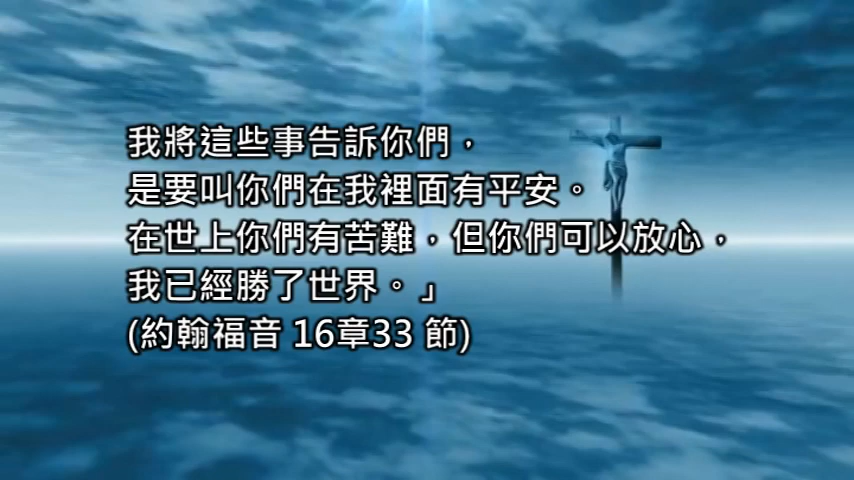 我將這些事告訴你們，
是要叫你們在我裡面有平安。
在世上你們有苦難，但你們可以放心，
我已經勝了世界。」
(約翰福音 16章33 節)